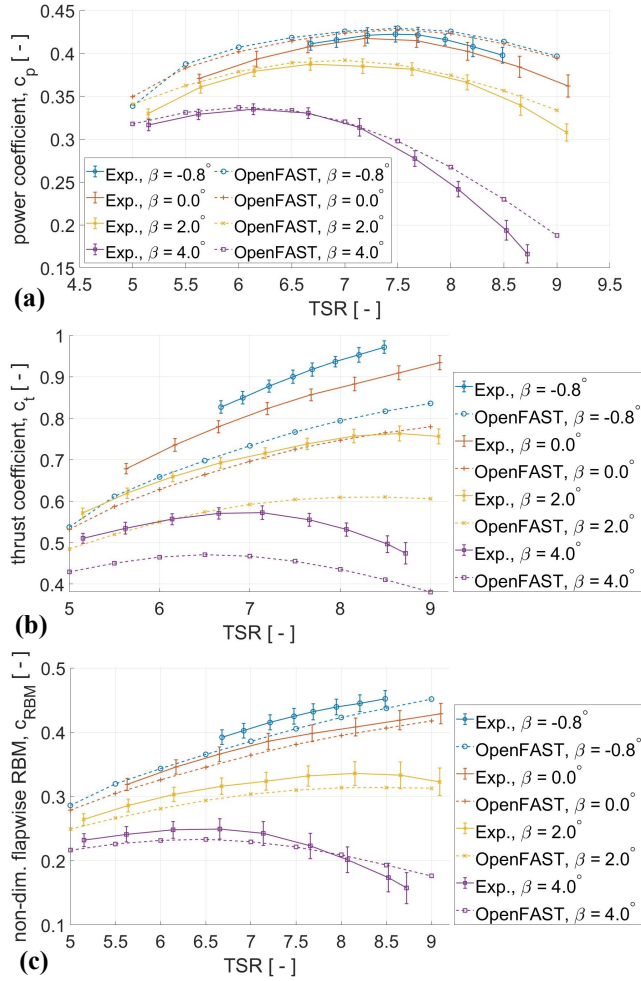 0.45
0.4
0.35
0.3
0.25
0.2
0.15
power coefficient, c_p [ - ]
Exp., β = -0.8°
Exp., β = 0.0°
Exp., β = 2.0°
Exp., β = 4.0°
OpenFAST, β = -0.8°
OpenFAST, β = 0.0°
OpenFAST, β = 2.0°
OpenFAST, β = 4.0°
4.5 5 5.5 6 6.5 7 7.5 8 8.5 9 9.5
TSR [ - ]
(a)
1
0.9
0.8
0.7
0.6
0.5
0.4
thrust coefficient, c_t [ - ]
Exp., β = -0.8°
OpenFAST, β = -0.8°
Exp., β = 0.0°
OpenFAST, β = 0.0°
Exp., β = 2.0°
OpenFAST, β = 2.0°
Exp., β = 4.0°
OpenFAST, β = 4.0°
5 6 7 8 9
TSR [ - ]
(b)
0.5
0.4
0.3
0.2
0.1
non-dim. flapwise RBM, c_RBM [ - ]
Exp., β = -0.8°
OpenFAST, β = -0.8°
Exp., β = 0.0°
OpenFAST, β = 0.0°
Exp., β = 2.0°
OpenFAST, β = 2.0°
Exp., β = 4.0°
OpenFAST, β = 4.0°
5 5.5 6 6.5 7 7.5 8 8.5 9
TSR [ - ]
(c)